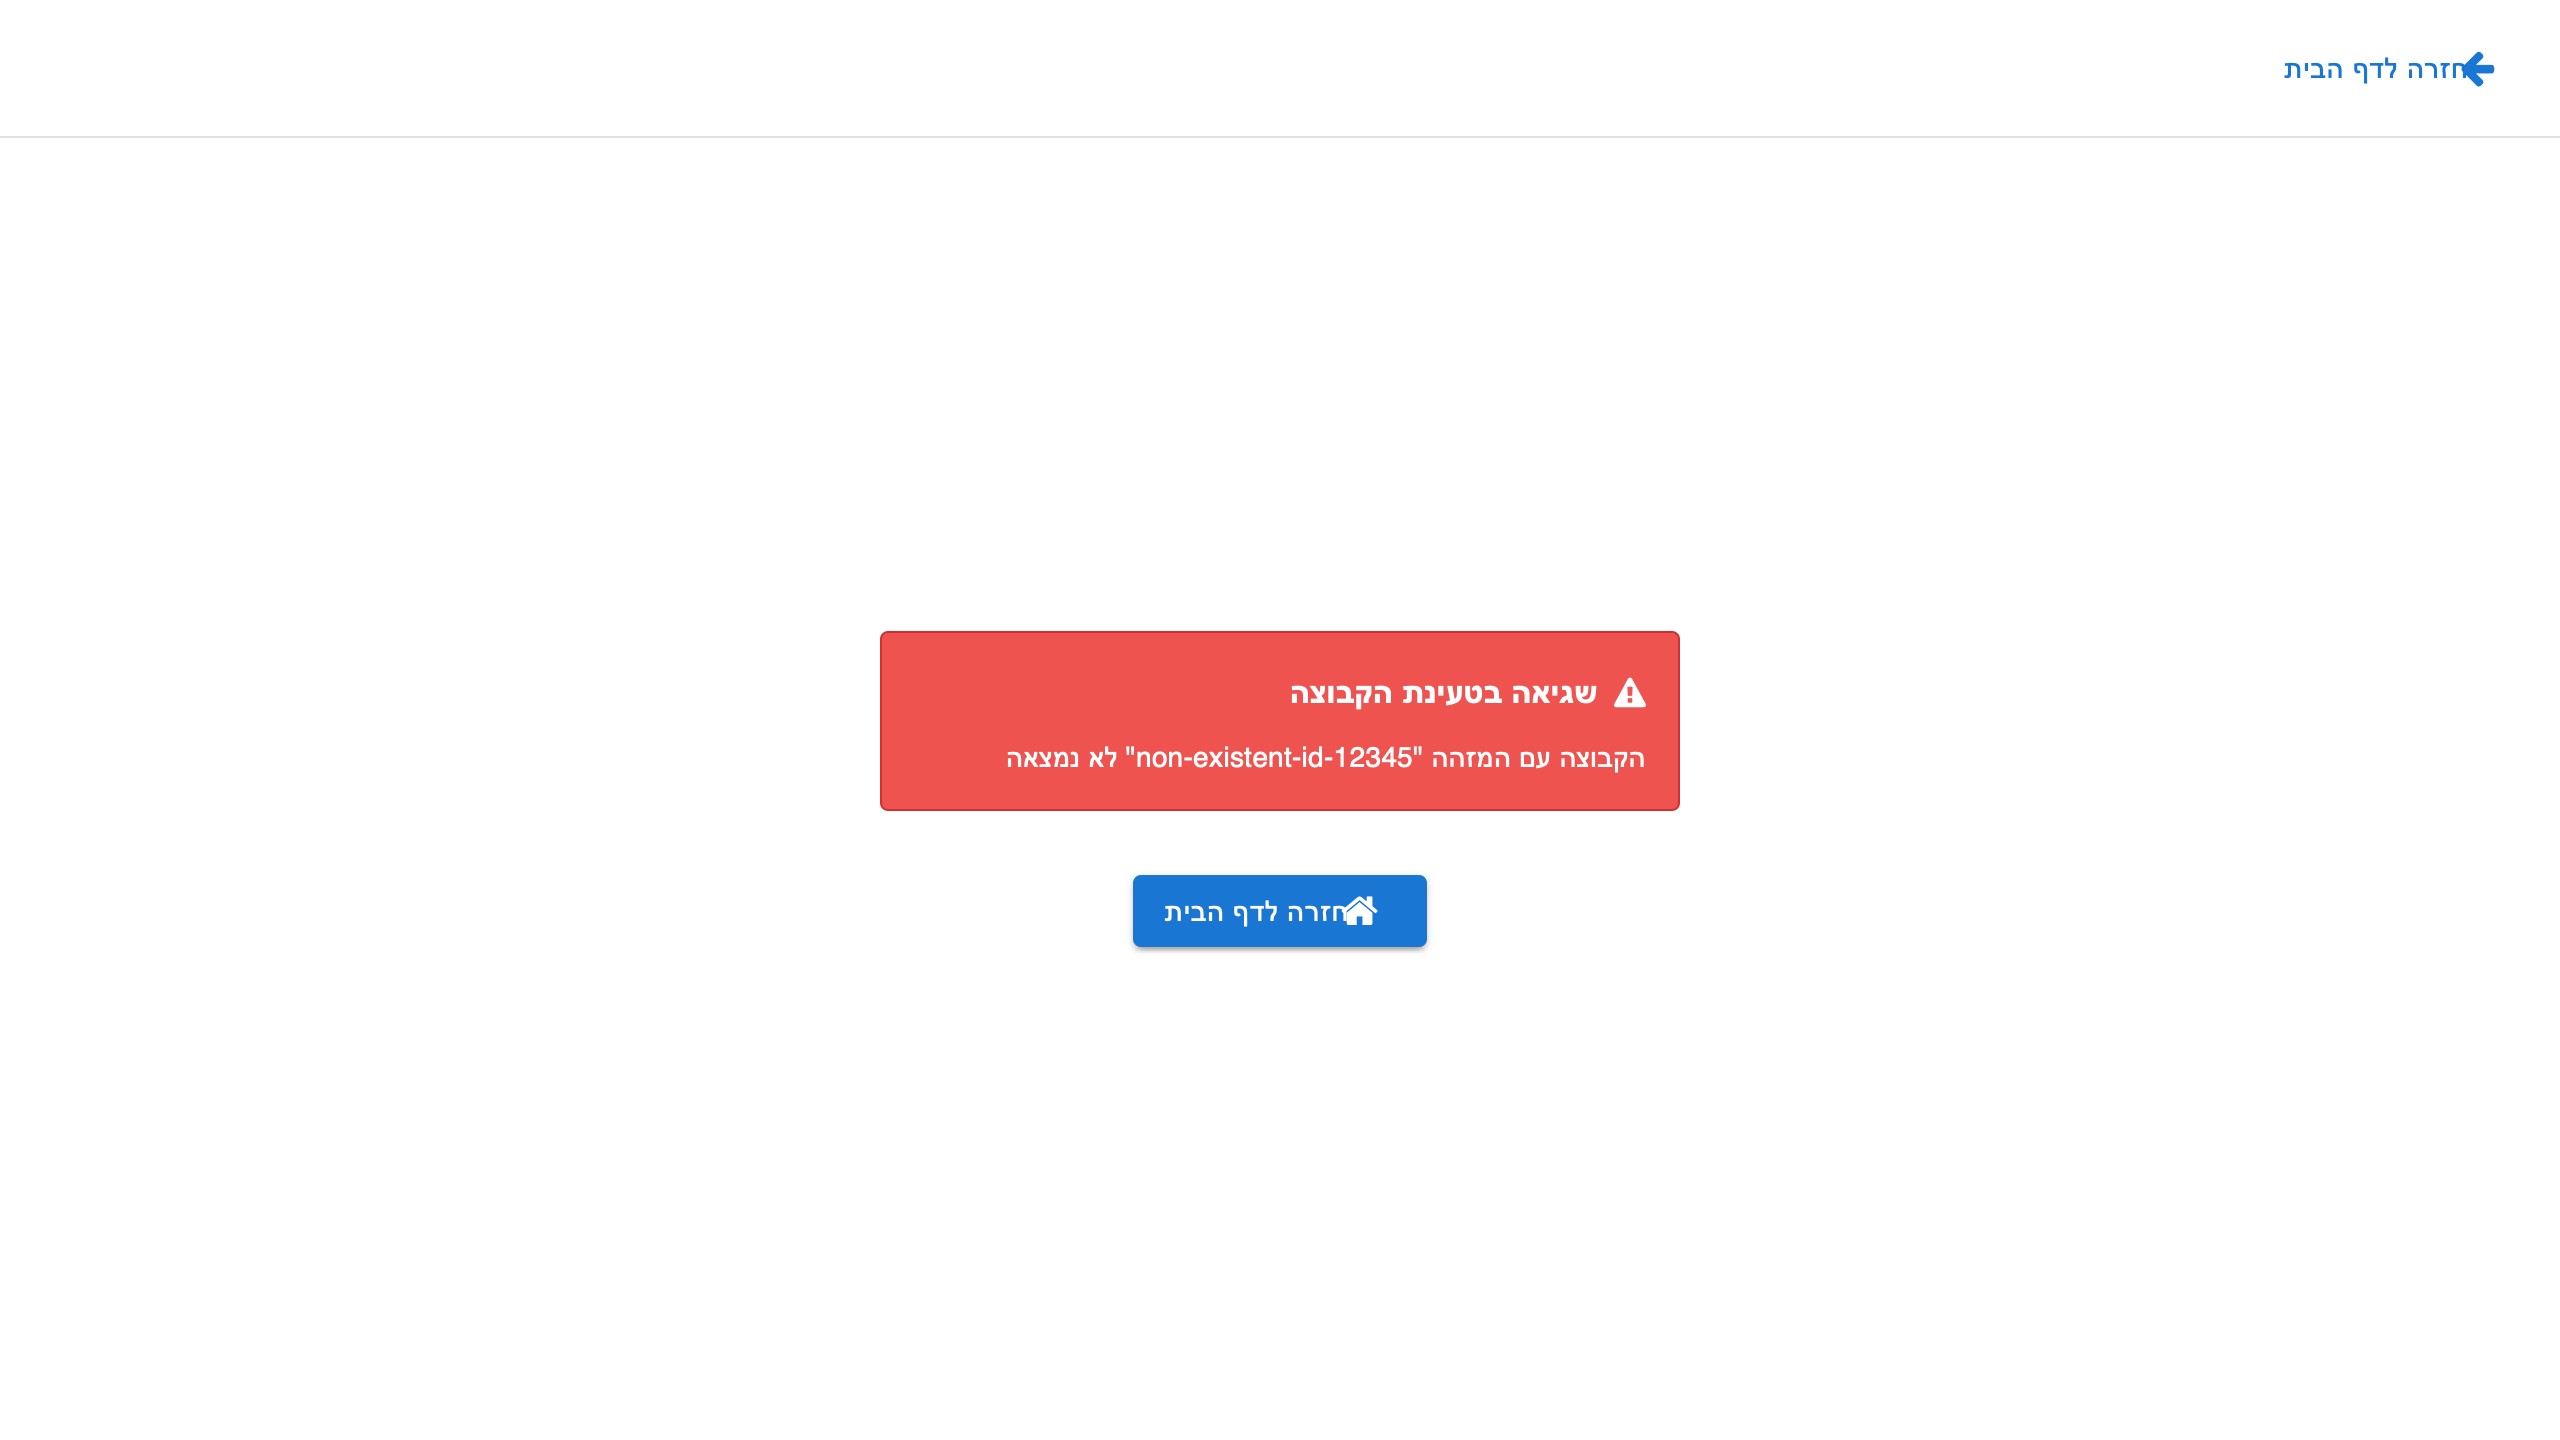 חזרה לדף הבית
שגיאה בטעינת הקבוצה
הקבוצה עם המזהה "non-existent-id-12345" לא נמצאה
חזרה לדף הבית